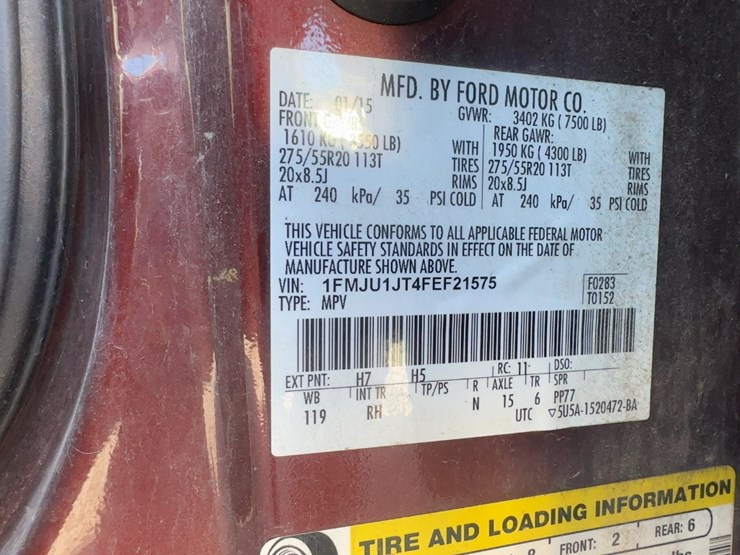 MFD. BY FORD MOTOR CO.
DATE: 01/15 GVWR: 3402 KG ( 7500 LB)
FRONT REAR GAWR:
1610 LB) WITH 1950 KG ( 4300 LB) WITH
275/55R20 113T TIRES 275/55R20 113T TIRES
20x8.5J RIMS 20x8.5J RIMS
AT 240 kPa/ 35 PSI COLD AT 240 kPa/ 35 PSI COLD
THIS VEHICLE CONFORMS TO ALL APPLICABLE FEDERAL MOTOR
VEHICLE SAFETY STANDARDS IN EFFECT ON THE DATE OF
MANUFACTURE SHOWN ABOVE.
VIN: 1FMJU1JT4FEF21575 F0283
TYPE: MPV T0152
EXT PNT: H7 H5 RC: 11 DSO:
WB INT TR TP/PS R AXLE TR SPR
119 RH N 15 6 PP77
UTC ▽5U5A-1520472-BA
TIRE AND LOADING INFORMATION
FRONT: 2 REAR: 6